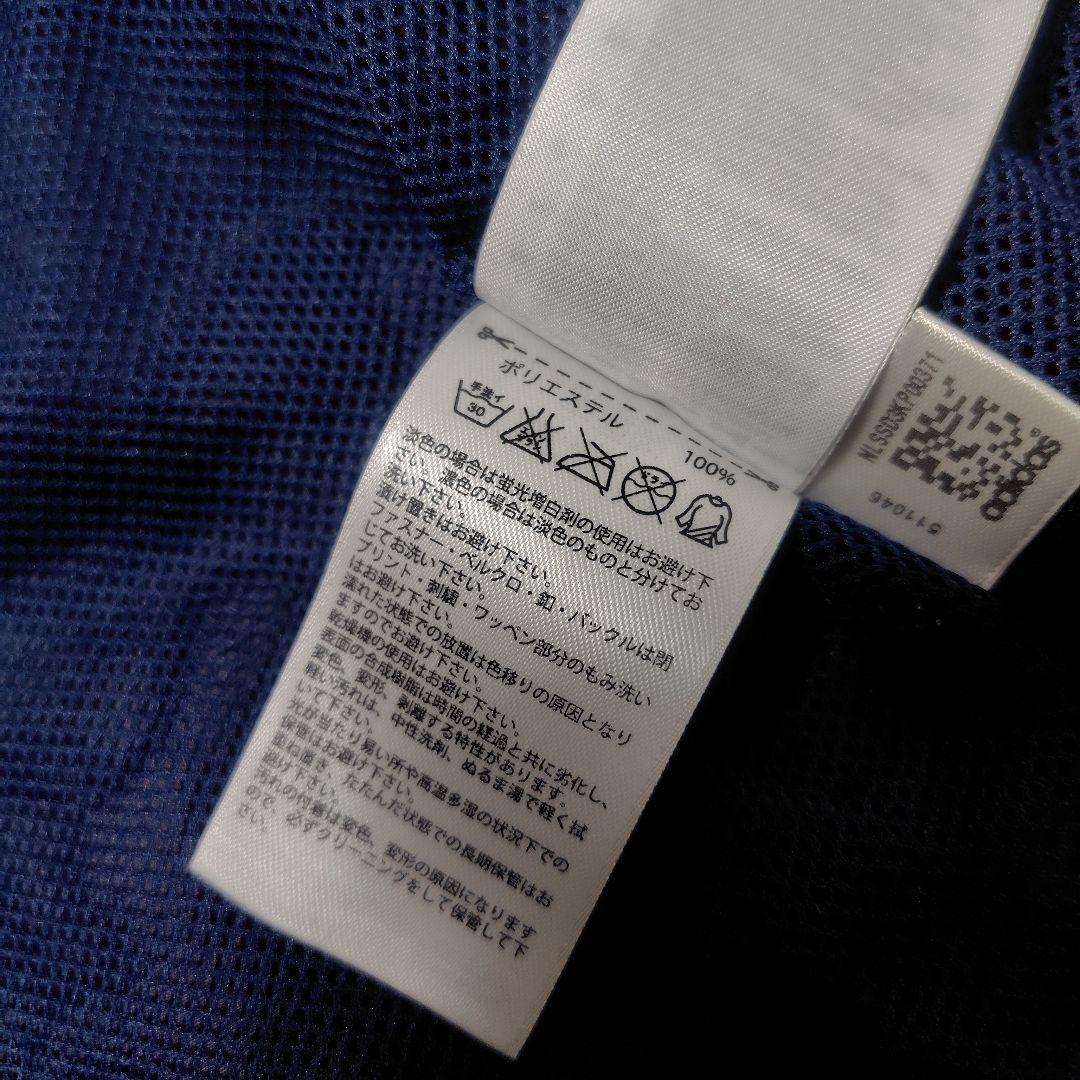 ポリエステル 100%
手洗イ
30
エンソ
サラシ
ドライ
淡色の場合は蛍光増白剤の使用はお避け下
さい。濃色の場合は淡色のものと分けてお
洗い下さい。
漬け置きはお避け下さい。
ファスナー・ベルクロ・釦・バックルは閉
じてお洗い下さい。
プリント・刺繍・ワッペン部分のもみ洗い
はお避け下さい。
濡れた状態での放置は色移りの原因となり
ますのでお避け下さい。
乾燥機の使用はお避け下さい。
表面の合成樹脂は時間の経過と共に劣化し、
変色、変形、剥離する特性があります。
軽い汚れは、中性洗剤、ぬるま湯で軽く拭
いて下さい。
光が当たり易い所や高温多湿の状況下での
保管はお避け下さい。
重ね置き、たたんだ状態での長期保管はお
避け下さい。
汚れの付着は変色、変形の原因になります
ので、必ずクリーニングをして保管して下
さい。
NLSSD3KP00371
adidas
511046